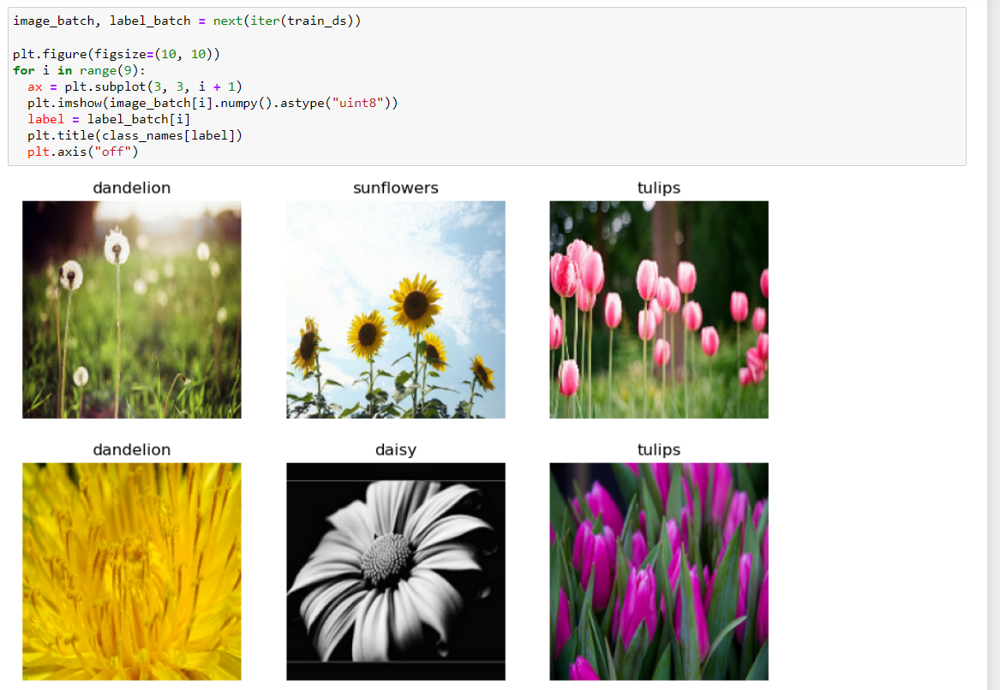 image_batch, label_batch = next(iter(train_ds))
plt.figure(figsize=(10, 10))
for i in range(9):
  ax = plt.subplot(3, 3, i + 1)
  plt.imshow(image_batch[i].numpy().astype("uint8"))
  label = label_batch[i]
  plt.title(class_names[label])
  plt.axis("off")
dandelion sunflowers tulips
dandelion daisy tulips